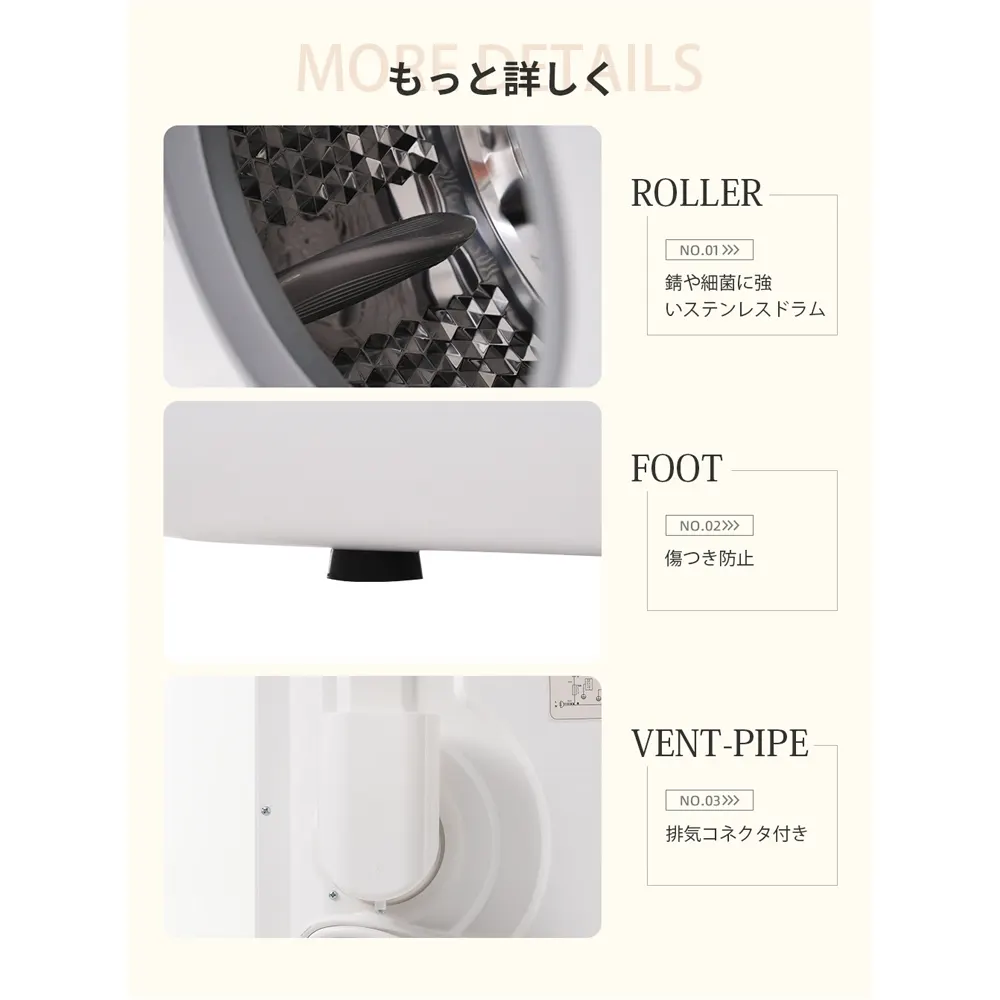 MORE DETAILS
もっと詳しく
ROLLER
NO.01
錆や細菌に強
いステンレスドラム
FOOT
NO.02
傷つき防止
VENT-PIPE
NO.03
排気コネクタ付き